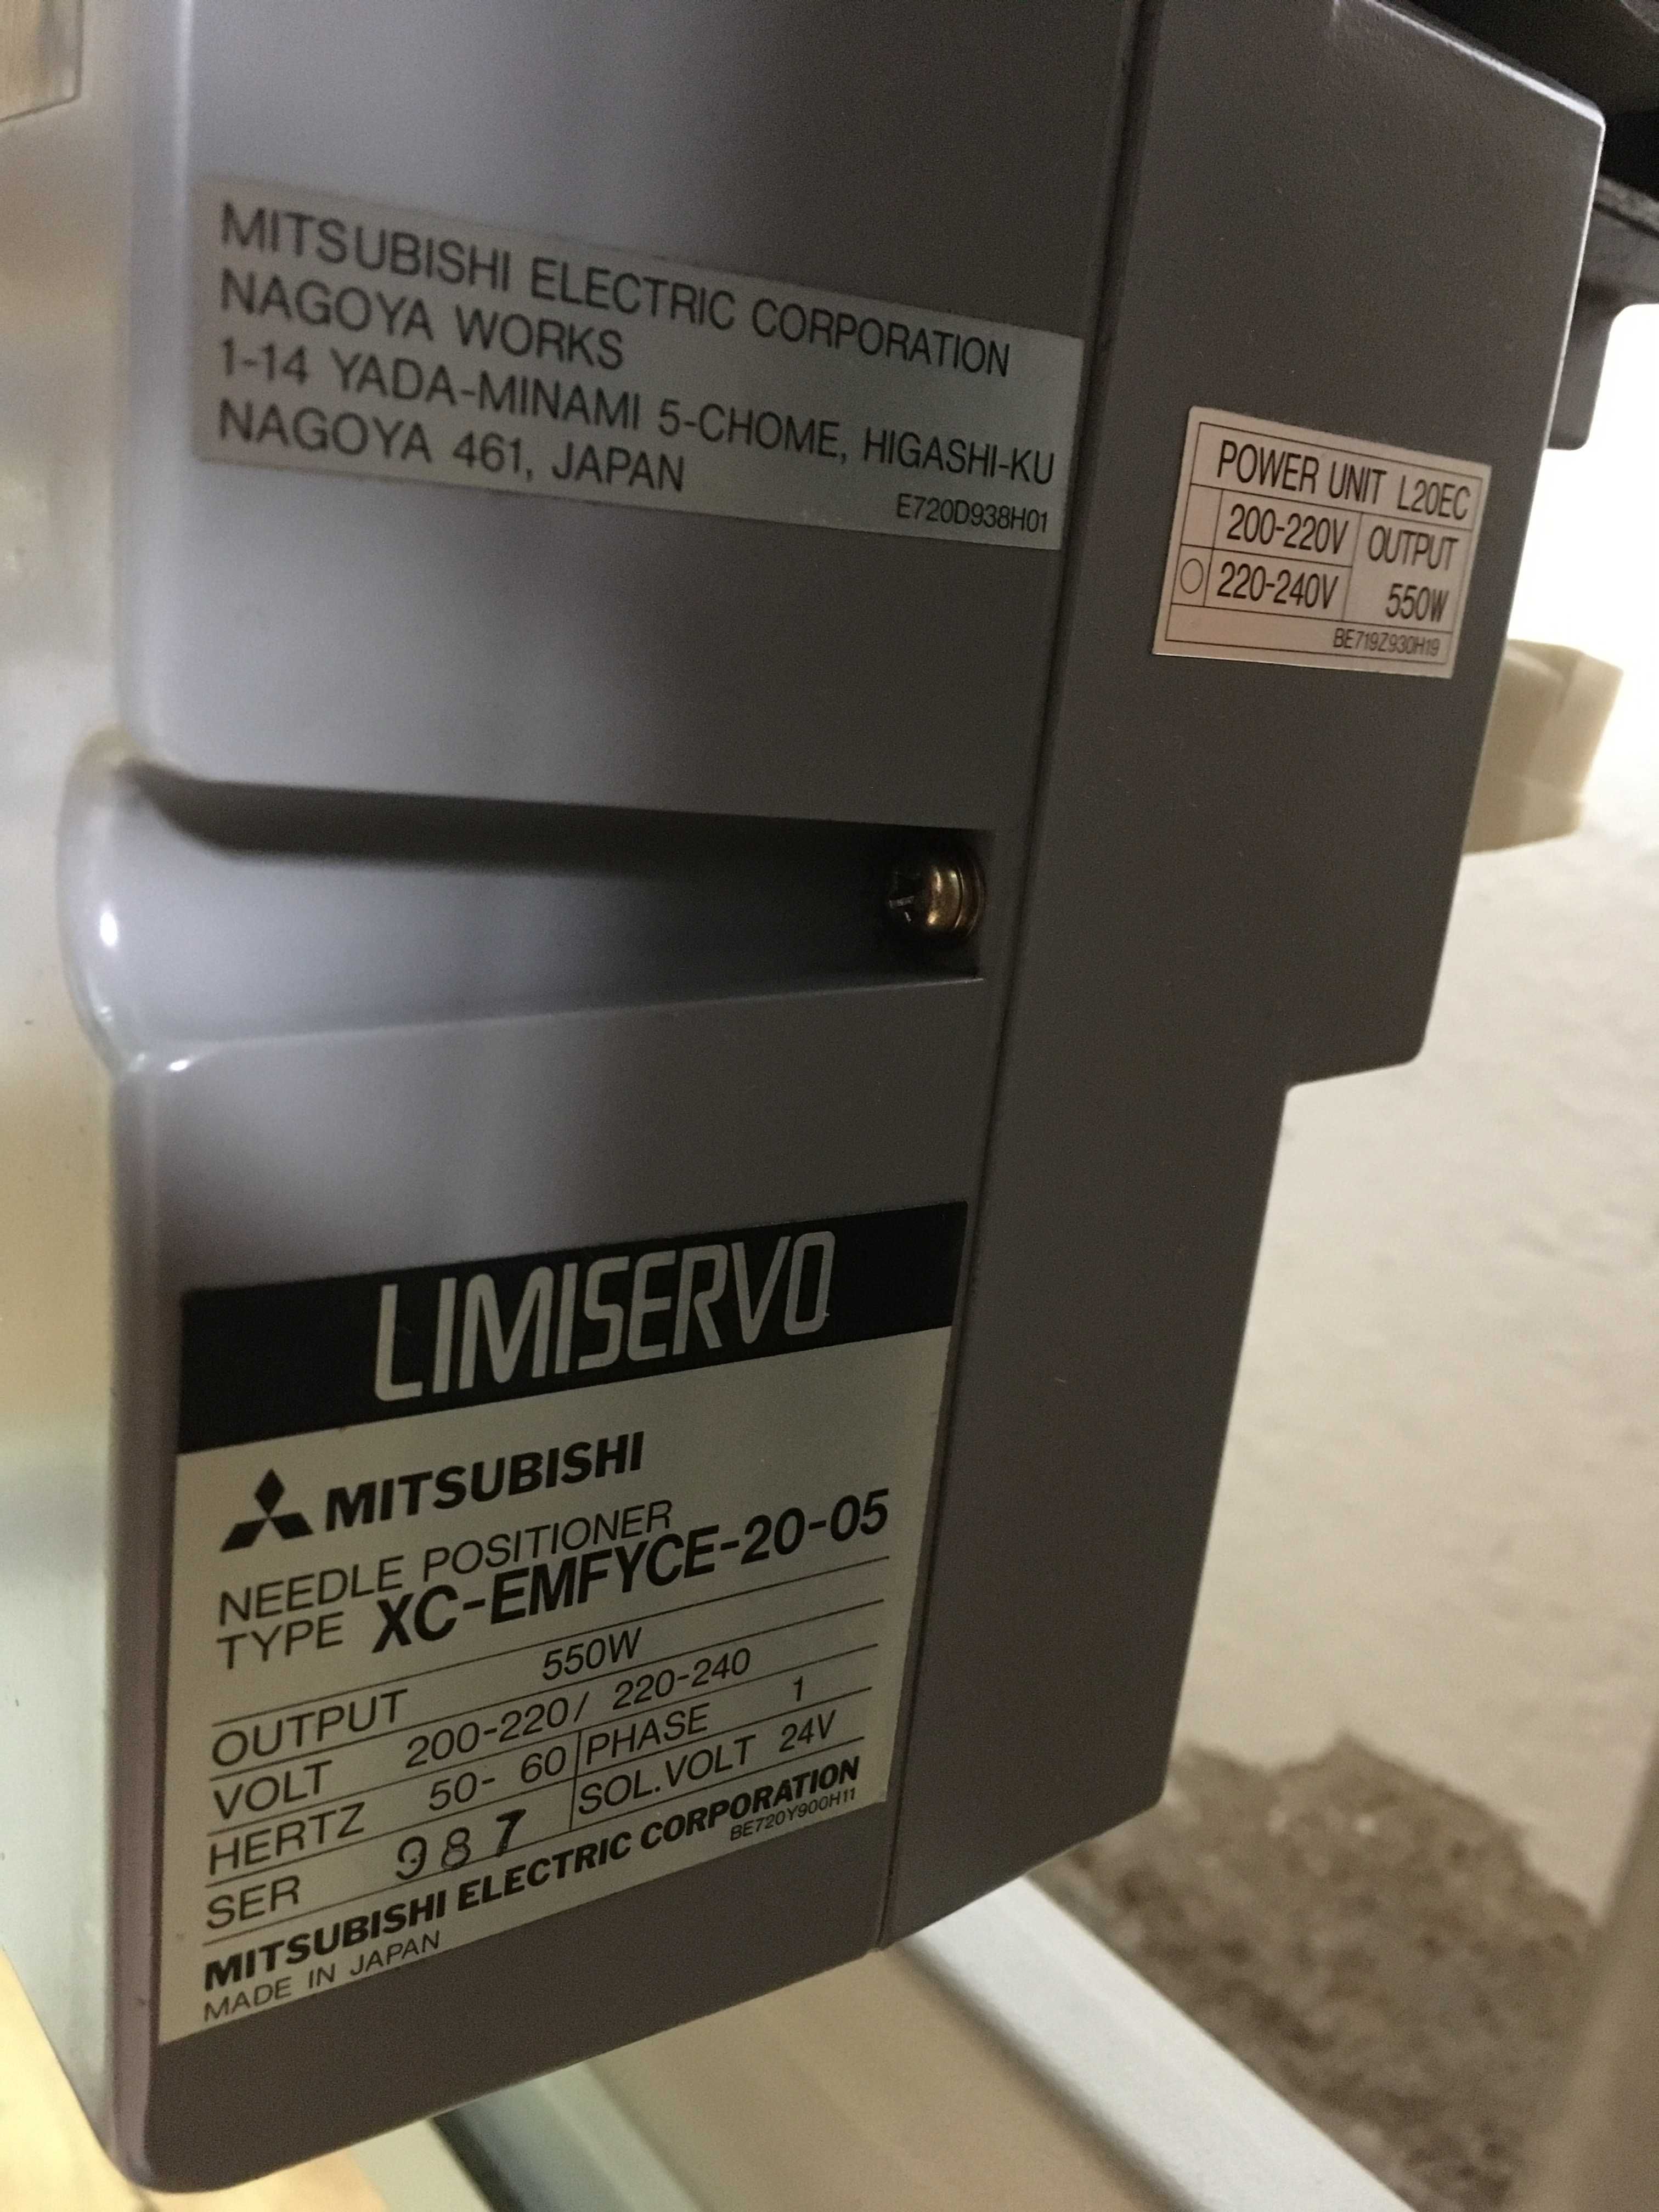 MITSUBISHI ELECTRIC CORPORATION
NAGOYA WORKS
1-14 YADA-MINAMI 5-CHOME, HIGASHI-KU
NAGOYA 461, JAPAN
E720D938H01
POWER UNIT L20EC
200-220V OUTPUT
220-240V 550W
BE719Z930H19
LIMISERVO
MITSUBISHI
NEEDLE POSITIONER
TYPE XC-EMFYCE-20-05
OUTPUT 550W
VOLT 200-220/ 220-240
HERTZ 50- 60 PHASE 1
SER 987 SOL.VOLT 24V
MITSUBISHI ELECTRIC CORPORATION
MADE IN JAPAN BE720Y900H11